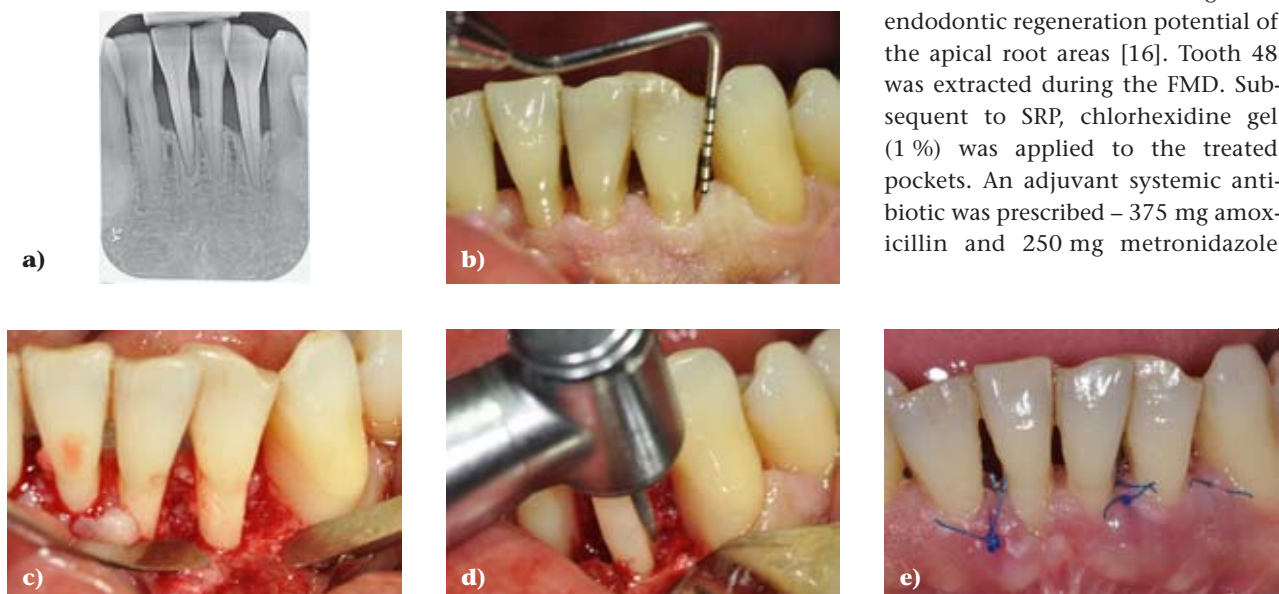 endodontic regeneration potential of
the apical root areas [16]. Tooth 48
was extracted during the FMD. Sub-
sequent to SRP, chlorhexidine gel
(1 %) was applied to the treated
pockets. An adjuvant systemic anti-
biotic was prescribed – 375 mg amox-
icillin and 250 mg metronidazole
a)
b)
c)
d)
e)